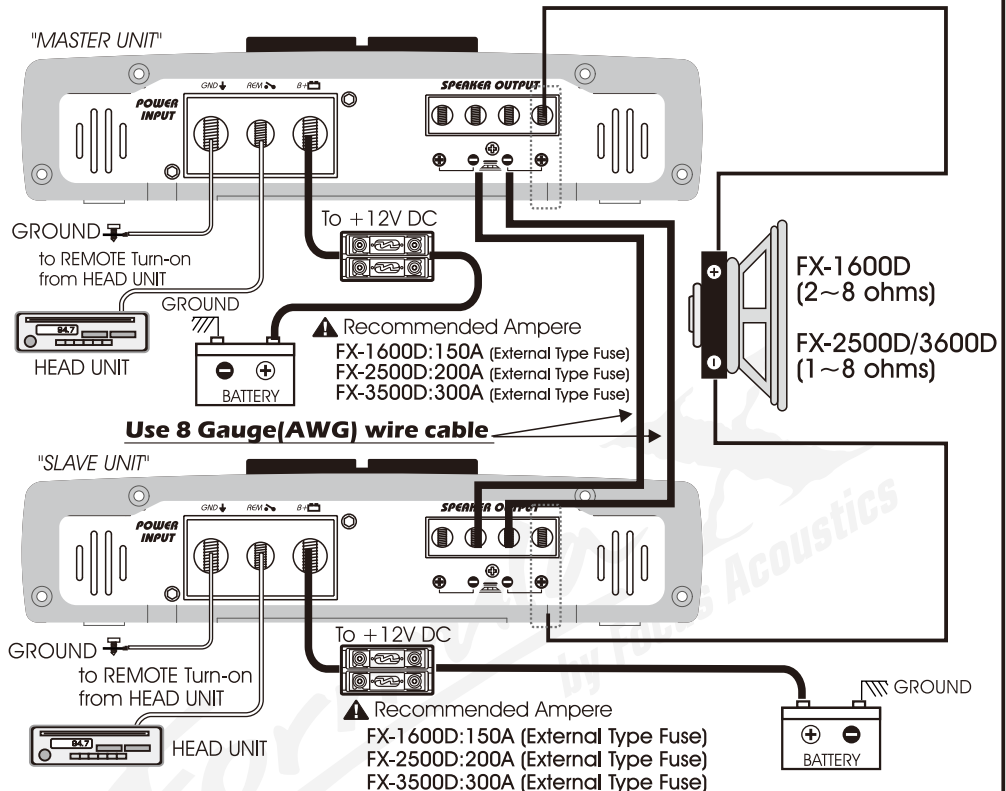 "MASTER UNIT"
GND REM B+
POWER
INPUT
SPEAKER OUTPUT
GROUND
To +12V DC
to REMOTE Turn-on
from HEAD UNIT
GROUND
94.7
HEAD UNIT
BATTERY
Recommended Ampere
FX-1600D:150A (External Type Fuse)
FX-2500D:200A (External Type Fuse)
FX-3500D:300A (External Type Fuse)
FX-1600D
(2~8 ohms)
FX-2500D/3600D
(1~8 ohms)
Use 8 Gauge(AWG) wire cable
"SLAVE UNIT"
GND REM B+
POWER
INPUT
SPEAKER OUTPUT
GROUND
To +12V DC
to REMOTE Turn-on
from HEAD UNIT
94.7
HEAD UNIT
Recommended Ampere
FX-1600D:150A (External Type Fuse)
FX-2500D:200A (External Type Fuse)
FX-3500D:300A (External Type Fuse)
GROUND
BATTERY
by Focus Acoustics